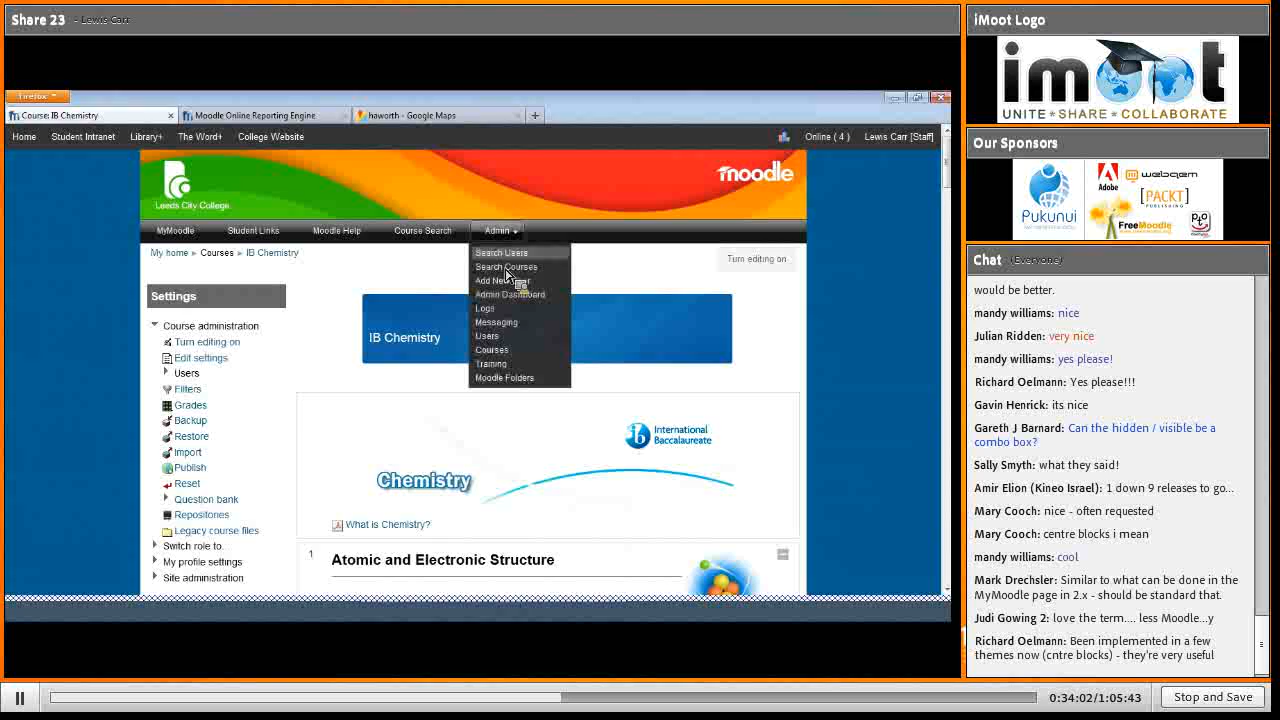 Share 23 - Lewis Carr
Firefox
Course: IB Chemistry
Moodle Online Reporting Engine
haworth - Google Maps
Home Student Intranet Library+ The Word+ College Website
Online ( 4 ) Lewis Carr [Staff]
Leeds City College
moodle
MyMoodle Student Links Moodle Help Course Search Admin
My home Courses IB Chemistry
Turn editing on
Search Users
Search Courses
Admin Dashboard
Logs
Messaging
Users
Courses
Training
Moodle Folders
Settings
Course administration
Turn editing on
Edit settings
Users
Filters
Grades
Backup
Restore
Import
Publish
Reset
Question bank
Repositories
Legacy course files
Switch role to...
My profile settings
Site administration
IB Chemistry
International
Baccalaureate
Chemistry
What is Chemistry?
1
Atomic and Electronic Structure
iMoot Logo
imoot
UNITE * SHARE * COLLABORATE
Our Sponsors
Pukunui
Adobe
webqem
[PACKT]
PUBLISHING
FreeMoodle
Chat (Everyone)
would be better.
mandy williams: nice
Julian Ridden: very nice
mandy williams: yes please!
Richard Oelmann: Yes please!!!
Gavin Henrick: its nice
Gareth J Barnard: Can the hidden / visible be a
combo box?
Sally Smyth: what they said!
Amir Elion (Kineo Israel): 1 down 9 releases to go...
Mary Cooch: nice - often requested
Mary Cooch: centre blocks i mean
mandy williams: cool
Mark Drechsler: Similar to what can be done in the
MyMoodle page in 2.x - should be standard that.
Judi Gowing 2: love the term.... less Moodle...y
Richard Oelmann: Been implemented in a few
themes now (cntre blocks) - they're very useful
0:34:02/1:05:43
Stop and Save